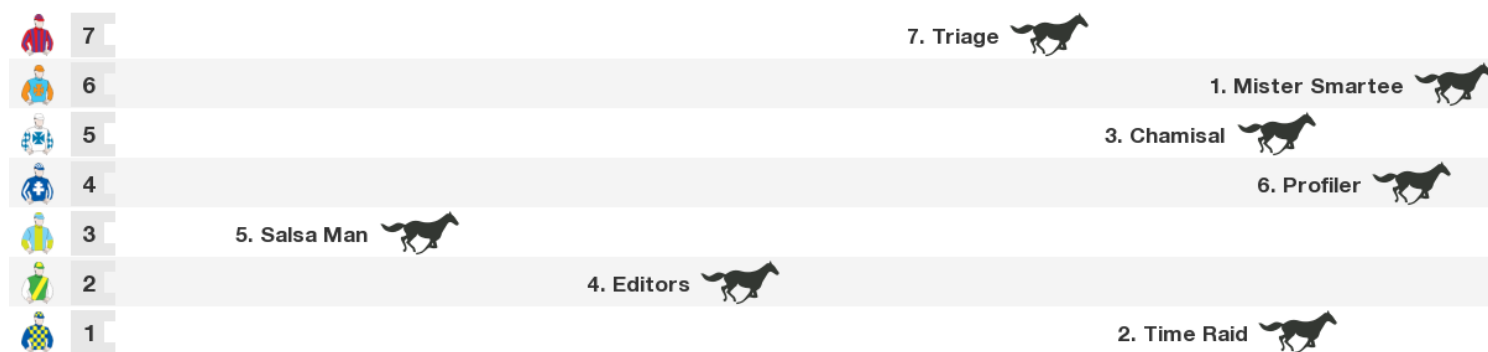 7 7. Triage
6 1. Mister Smartee
5 3. Chamisal
4 6. Profiler
3 5. Salsa Man
2 4. Editors
1 2. Time Raid